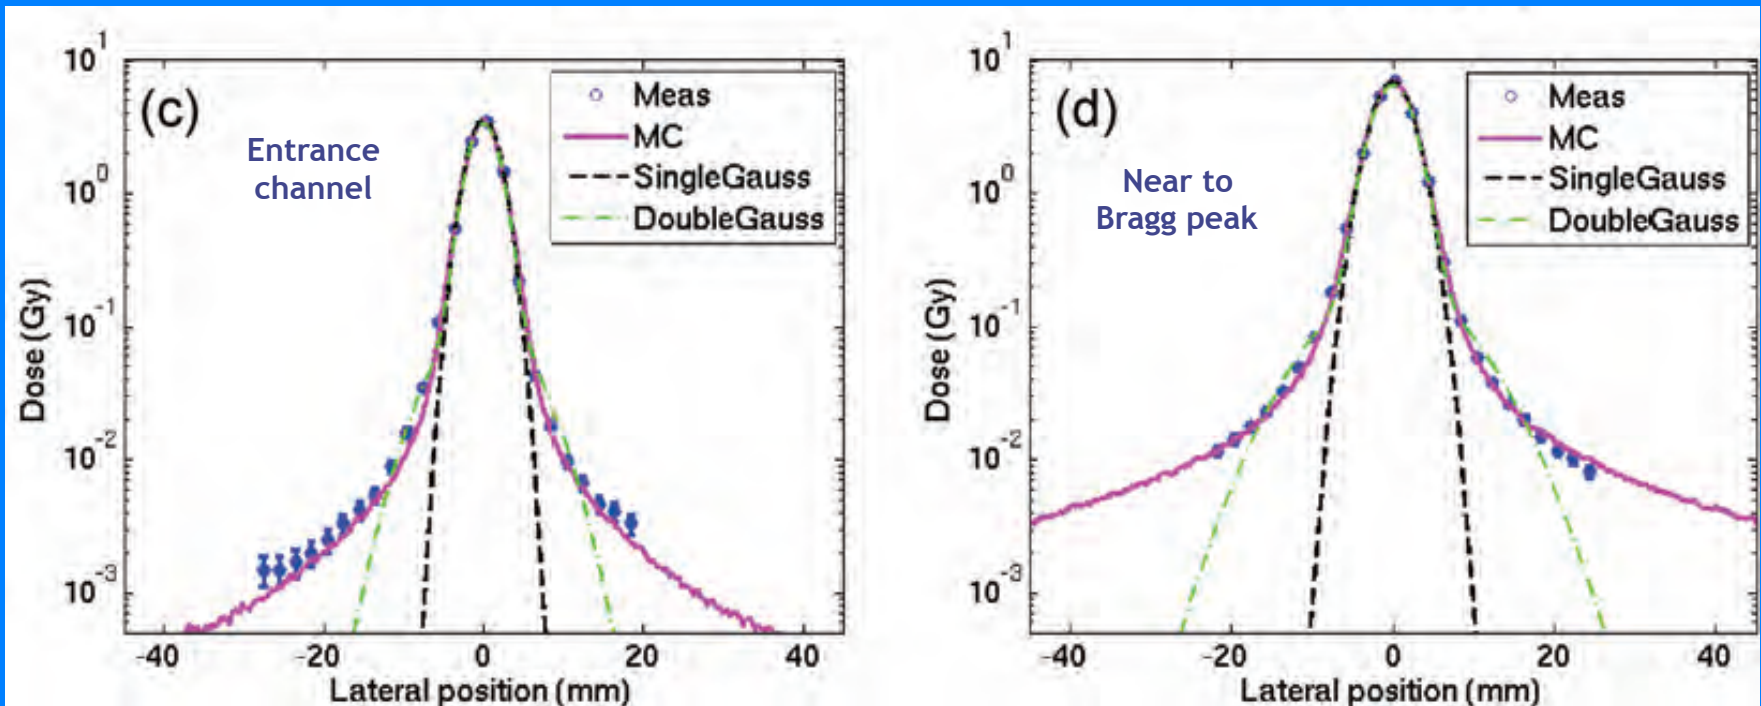 (c)
Entrance
channel
Meas
MC
SingleGauss
DoubleGauss
10^1
10^0
10^-1
10^-2
10^-3
Dose (Gy)
-40 -20 0 20 40
Lateral position (mm)
(d)
Near to
Bragg peak
Meas
MC
SingleGauss
DoubleGauss
10^1
10^0
10^-1
10^-2
10^-3
Dose (Gy)
-40 -20 0 20 40
Lateral position (mm)